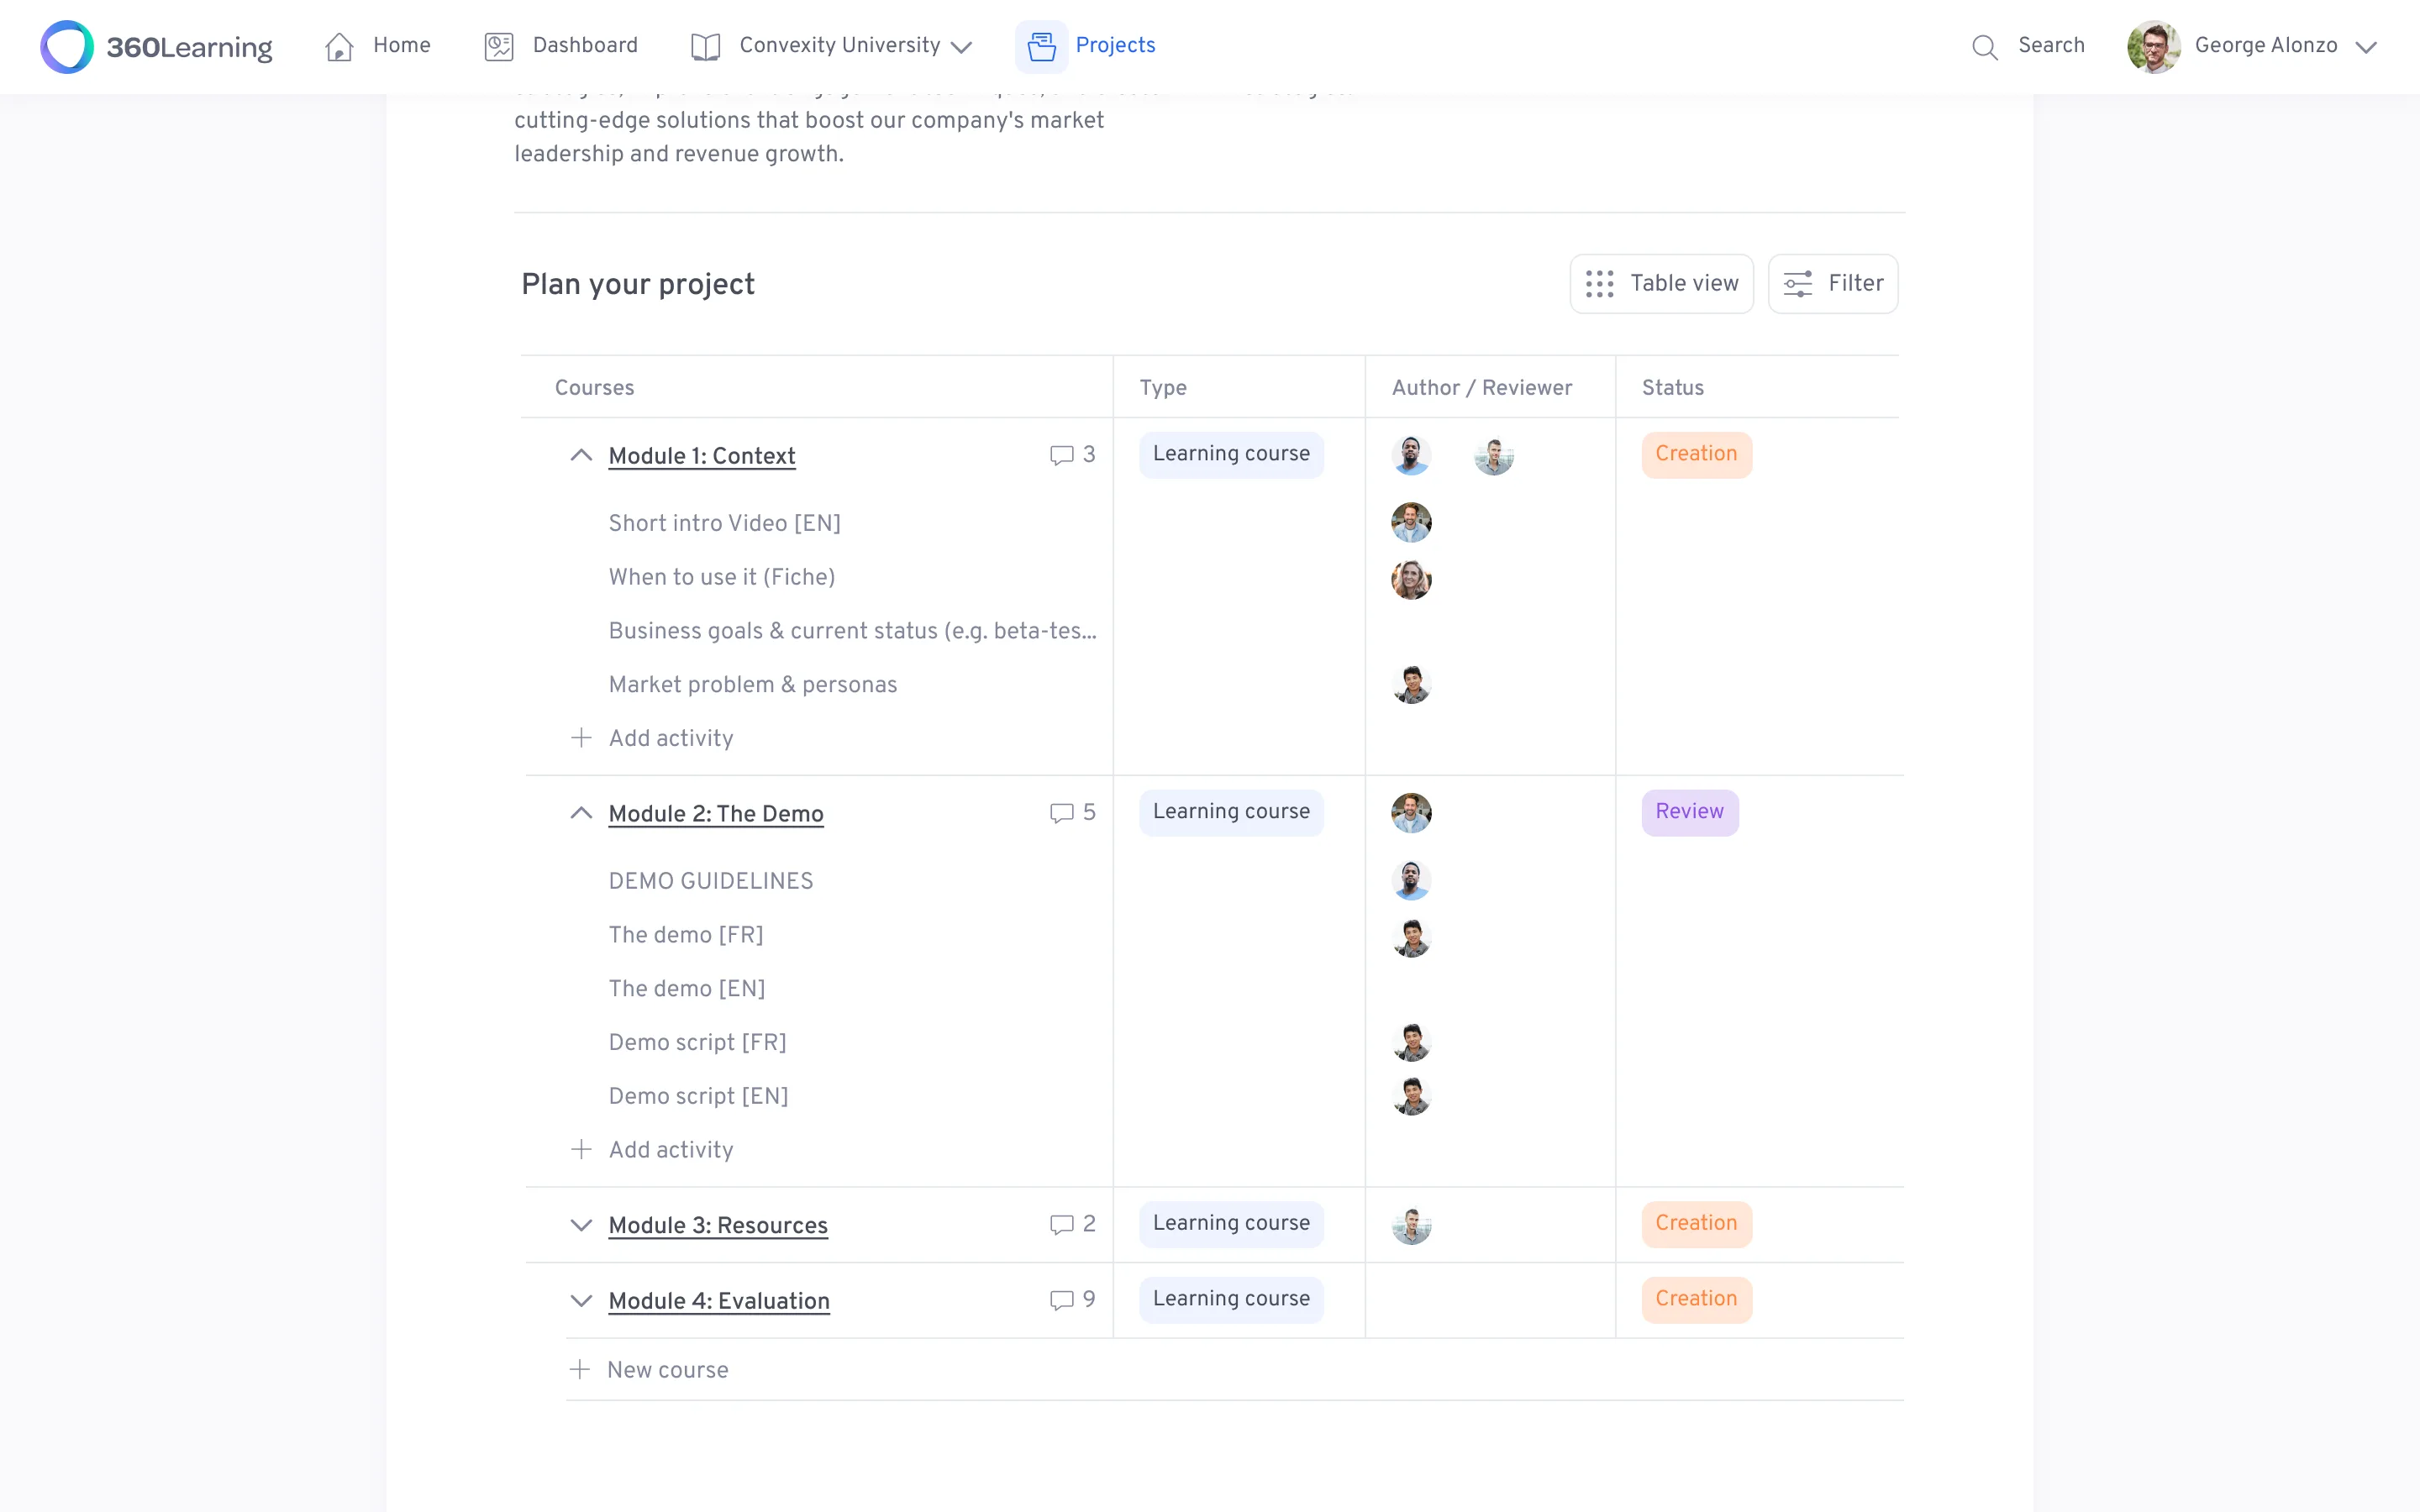 360Learning
Home
Dashboard
Convexity University
Projects
Search
George Alonzo
cutting-edge solutions that boost our company's market
leadership and revenue growth.
Plan your project
Table view
Filter
Courses
Type
Author / Reviewer
Status
Module 1: Context
3
Learning course
Creation
Short intro Video [EN]
When to use it (Fiche)
Business goals & current status (e.g. beta-tes...
Market problem & personas
Add activity
Module 2: The Demo
5
Learning course
Review
DEMO GUIDELINES
The demo [FR]
The demo [EN]
Demo script [FR]
Demo script [EN]
Add activity
Module 3: Resources
2
Learning course
Creation
Module 4: Evaluation
9
Learning course
Creation
New course